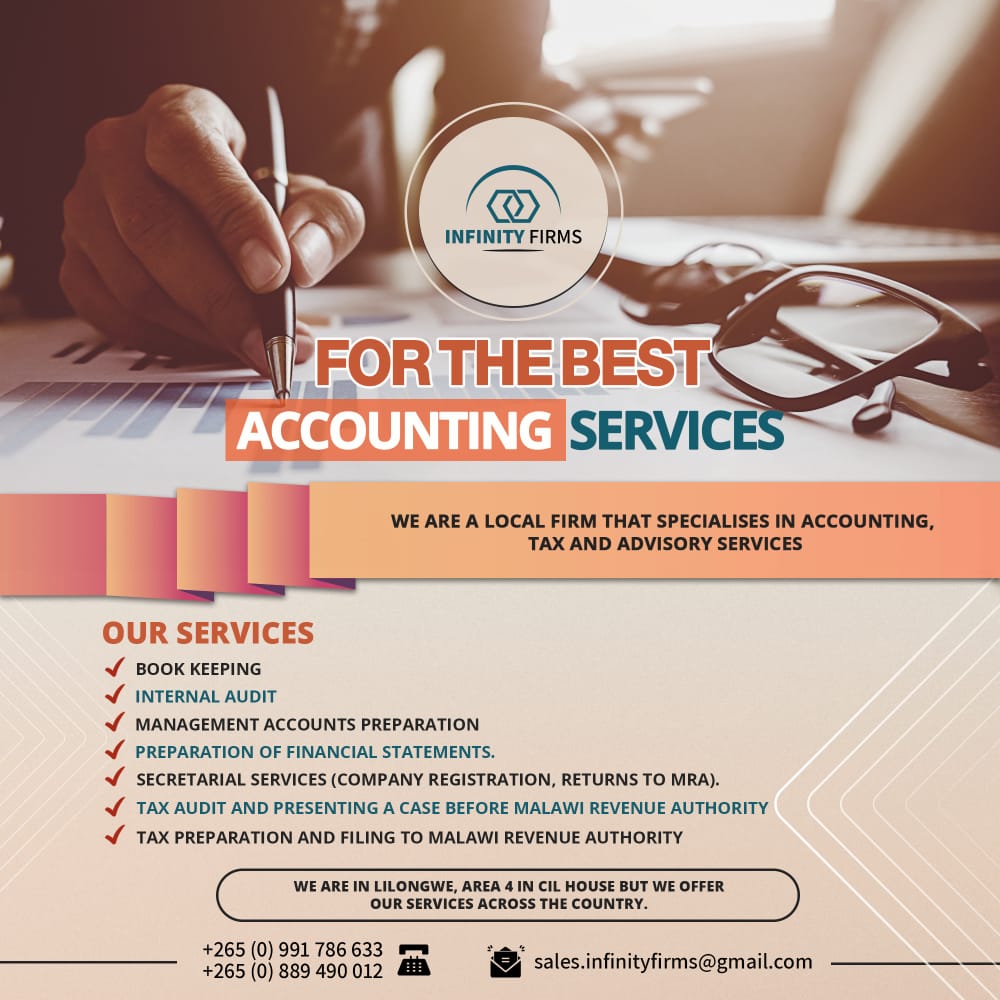 INFINITY FIRMS
FOR THE BEST
ACCOUNTING SERVICES
WE ARE A LOCAL FIRM THAT SPECIALISES IN ACCOUNTING,
TAX AND ADVISORY SERVICES
OUR SERVICES
BOOK KEEPING
INTERNAL AUDIT
MANAGEMENT ACCOUNTS PREPARATION
PREPARATION OF FINANCIAL STATEMENTS.
SECRETARIAL SERVICES (COMPANY REGISTRATION, RETURNS TO MRA).
TAX AUDIT AND PRESENTING A CASE BEFORE MALAWI REVENUE AUTHORITY
TAX PREPARATION AND FILING TO MALAWI REVENUE AUTHORITY
WE ARE IN LILONGWE, AREA 4 IN CIL HOUSE BUT WE OFFER
OUR SERVICES ACROSS THE COUNTRY.
+265 (0) 991 786 633
+265 (0) 889 490 012
sales.infinityfirms@gmail.com